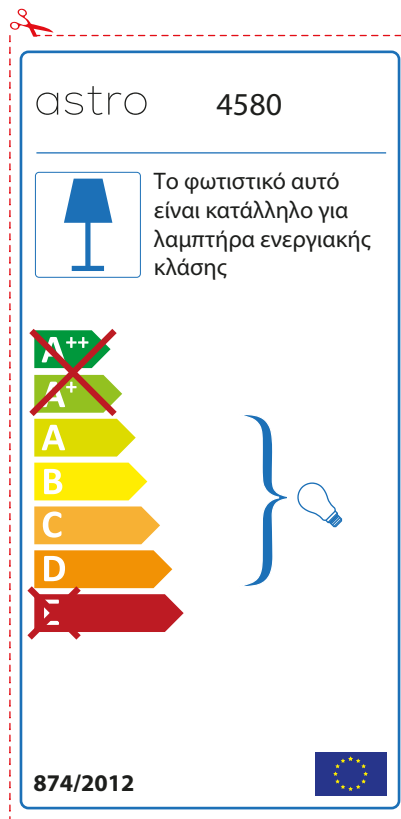 astro 4580
Το φωτιστικό αυτό
είναι κατάλληλο για
λαμπτήρα ενεργιακής
κλάσης
A++
A+
A
B
C
D
E
874/2012